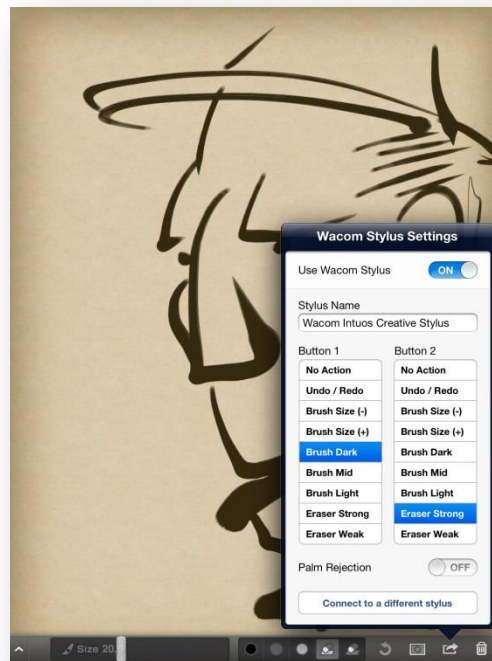 Wacom Stylus Settings
Use Wacom Stylus ON
Stylus Name
Wacom Intuos Creative Stylus
Button 1 Button 2
No Action No Action
Undo / Redo Undo / Redo
Brush Size (-) Brush Size (-)
Brush Size (+) Brush Size (+)
Brush Dark Brush Dark
Brush Mid Brush Mid
Brush Light Brush Light
Eraser Strong Eraser Strong
Eraser Weak Eraser Weak
Palm Rejection OFF
Connect to a different stylus
Size